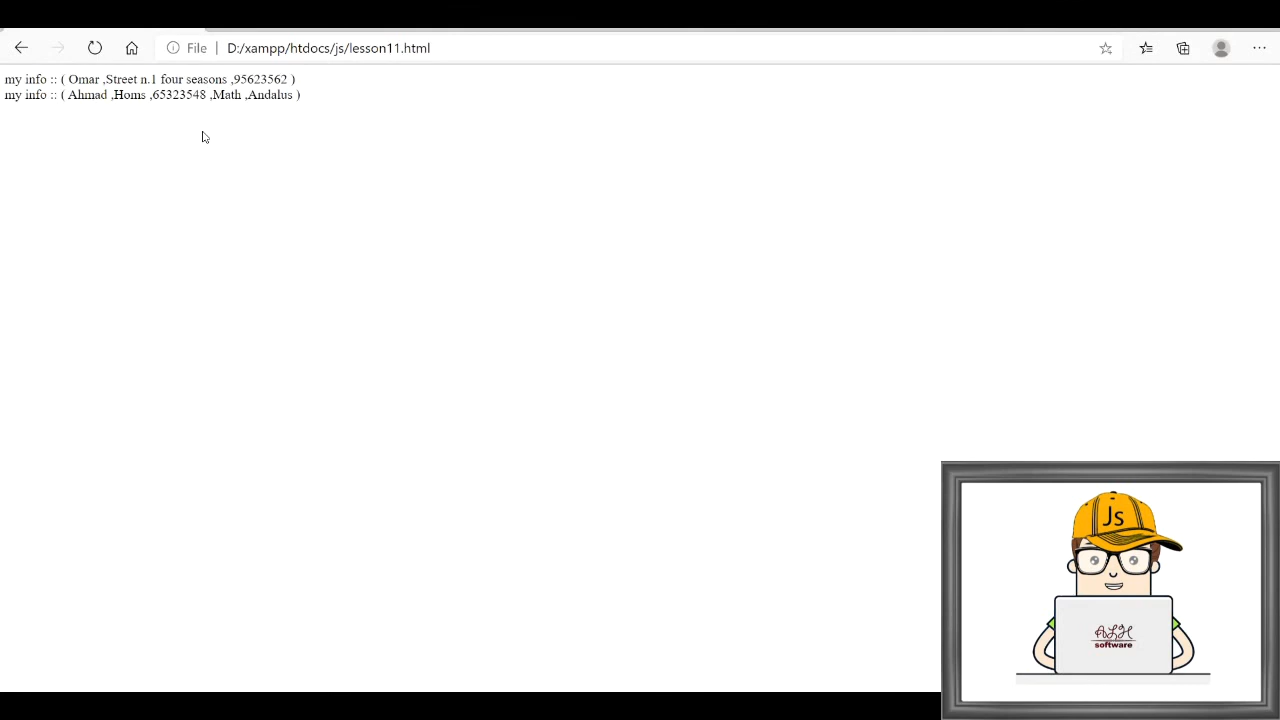 File D:/xampp/htdocs/js/lesson11.html
my info :: ( Omar ,Street n.1 four seasons ,95623562 )
my info :: ( Ahmad ,Homs ,65323548 ,Math ,Andalus )
Js
ALH
software